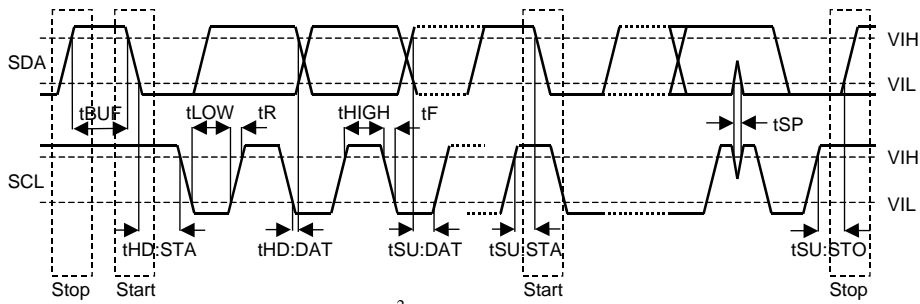 VIH
SDA
VIL
tBUF tLOW tR tHIGH tF tSP
VIH
SCL
VIL
tHD:STA tHD:DAT tSU:DAT tSU:STA tSU:STO
Stop Start Start Stop
2